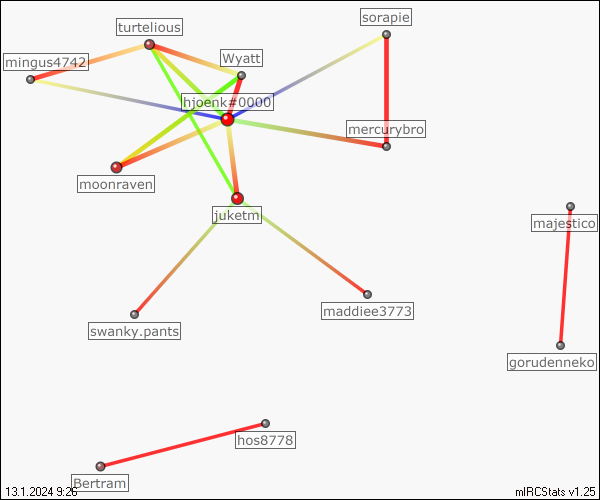 sorapie
turtelious
Wyatt
mingus4742
hjoenk#0000
mercurybro
moonraven
juketm
majestico
maddiee3773
swanky.pants
gorudenneko
hos8778
Bertram
13.1.2024 9:26
mIRCStats v1.25